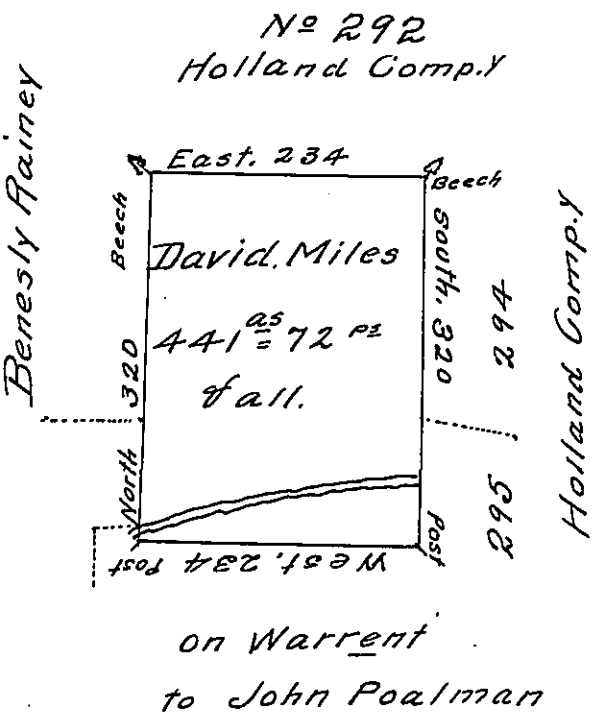 Nº 292
Holland Comp.y
Benesly Rainey
East. 234
Beech
Beech
David. Miles
441 as = 72 ps
& all.
North 320
South. 320
294
295
Holland Comp.y
Post
West. 234
Post
on Warrent
to John Poalman